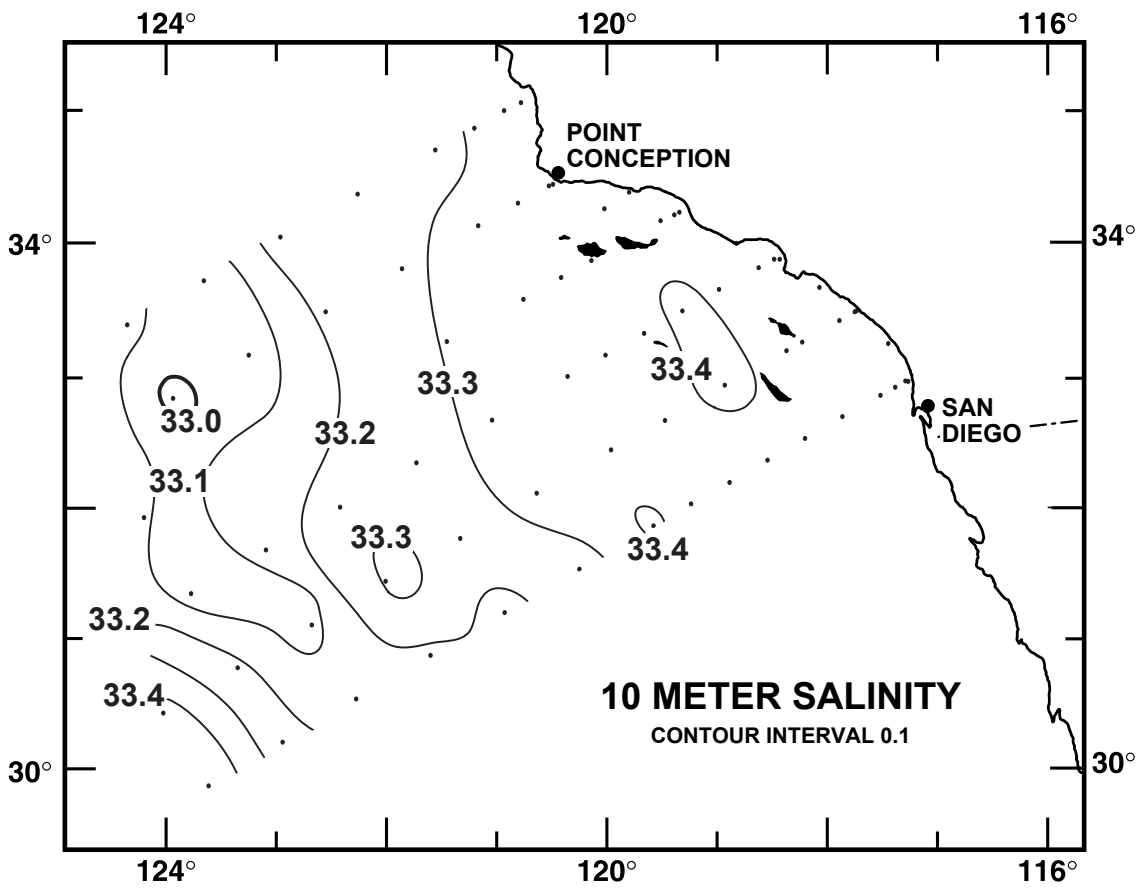 124° 120° 116°
POINT
CONCEPTION
34° 34°
33.4
33.3
33.0
33.2
SAN
DIEGO
33.1
33.3
33.4
33.2
33.4
10 METER SALINITY
CONTOUR INTERVAL 0.1
30° 30°
124° 120° 116°